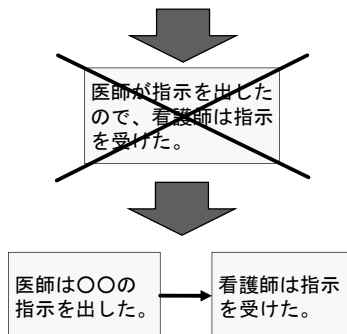 医師が指示を出した
ので、看護師は指示
を受けた。
医師は〇〇の
指示を出した。
看護師は指示
を受けた。